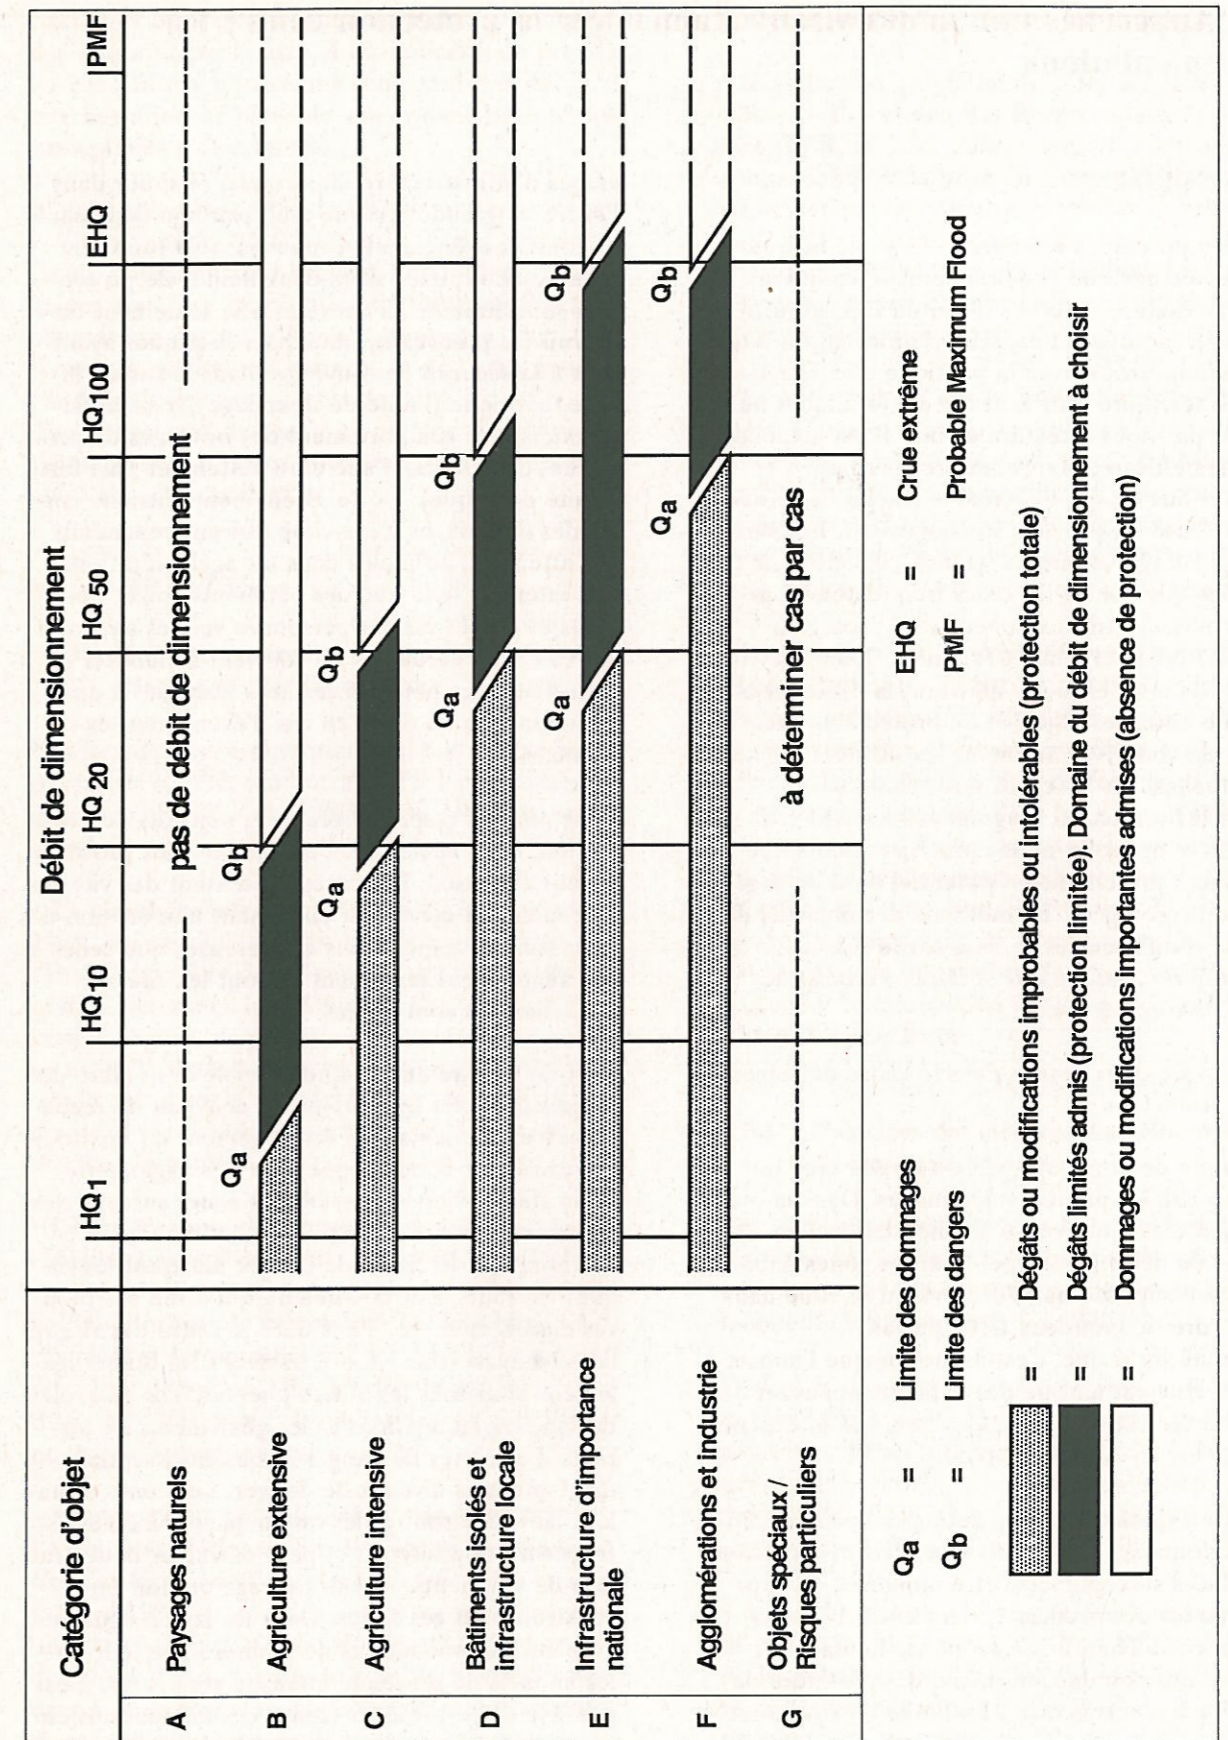 Catégorie d'objet
Débit de dimensionnement
HQ1
HQ10
HQ20
HQ 50
HQ100
EHQ
PMF
A Paysages naturels
pas de débit de dimensionnement
B Agriculture extensive
Qa
Qb
C Agriculture intensive
Qa
Qb
D Bâtiments isolés et
infrastructure locale
Qa
Qb
E Infrastructure d'importance
nationale
Qa
Qb
F Agglomérations et industrie
Qa
Qb
G Objets spéciaux /
Risques particuliers
à déterminer cas par cas
Qa = Limite des dommages
EHQ = Crue extrême
Qb = Limite des dangers
PMF = Probable Maximum Flood
= Dégâts ou modifications improbables ou intolérables (protection totale)
= Dégâts limités admis (protection limitée), Domaine du débit de dimensionnement à choisir
= Dommages ou modifications importantes admises (absence de protection)